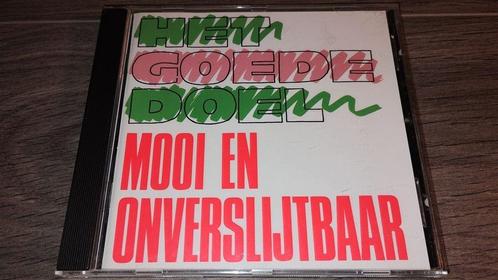 HET
GOEDE
DOEL
MOOI EN
ONVERSLIJTBAAR